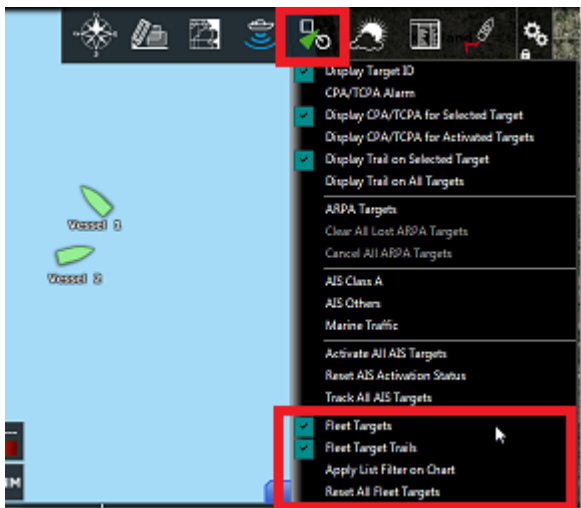 and
Display Target ID
CPA/TCPA Alarm
Display CPA/TCPA for Selected Target
Display CPA/TCPA for Activated Targets
Display Trail on Selected Target
Display Trail on All Targets
ARPA Targets
Clear All Lost ARPA Targets
Cancel All ARPA Targets
AIS Class A
AIS Others
Marine Traffic
Activate All AIS Targets
Reset AIS Activation Status
Track All AIS Targets
Fleet Targets
Fleet Target Trails
Apply List Filter on Chart
Reset All Fleet Targets
Vessel 1
Vessel 2